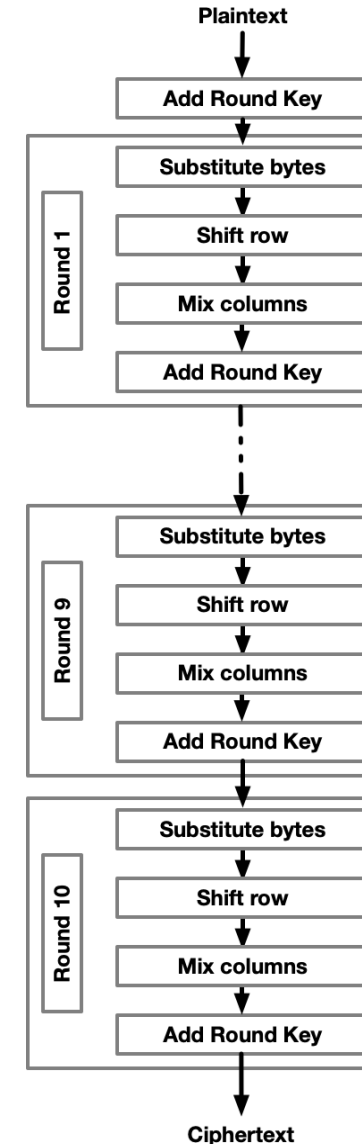 Plaintext
Add Round Key
Round 1
Substitute bytes
Shift row
Mix columns
Add Round Key
Round 9
Substitute bytes
Shift row
Mix columns
Add Round Key
Round 10
Substitute bytes
Shift row
Mix columns
Add Round Key
Ciphertext